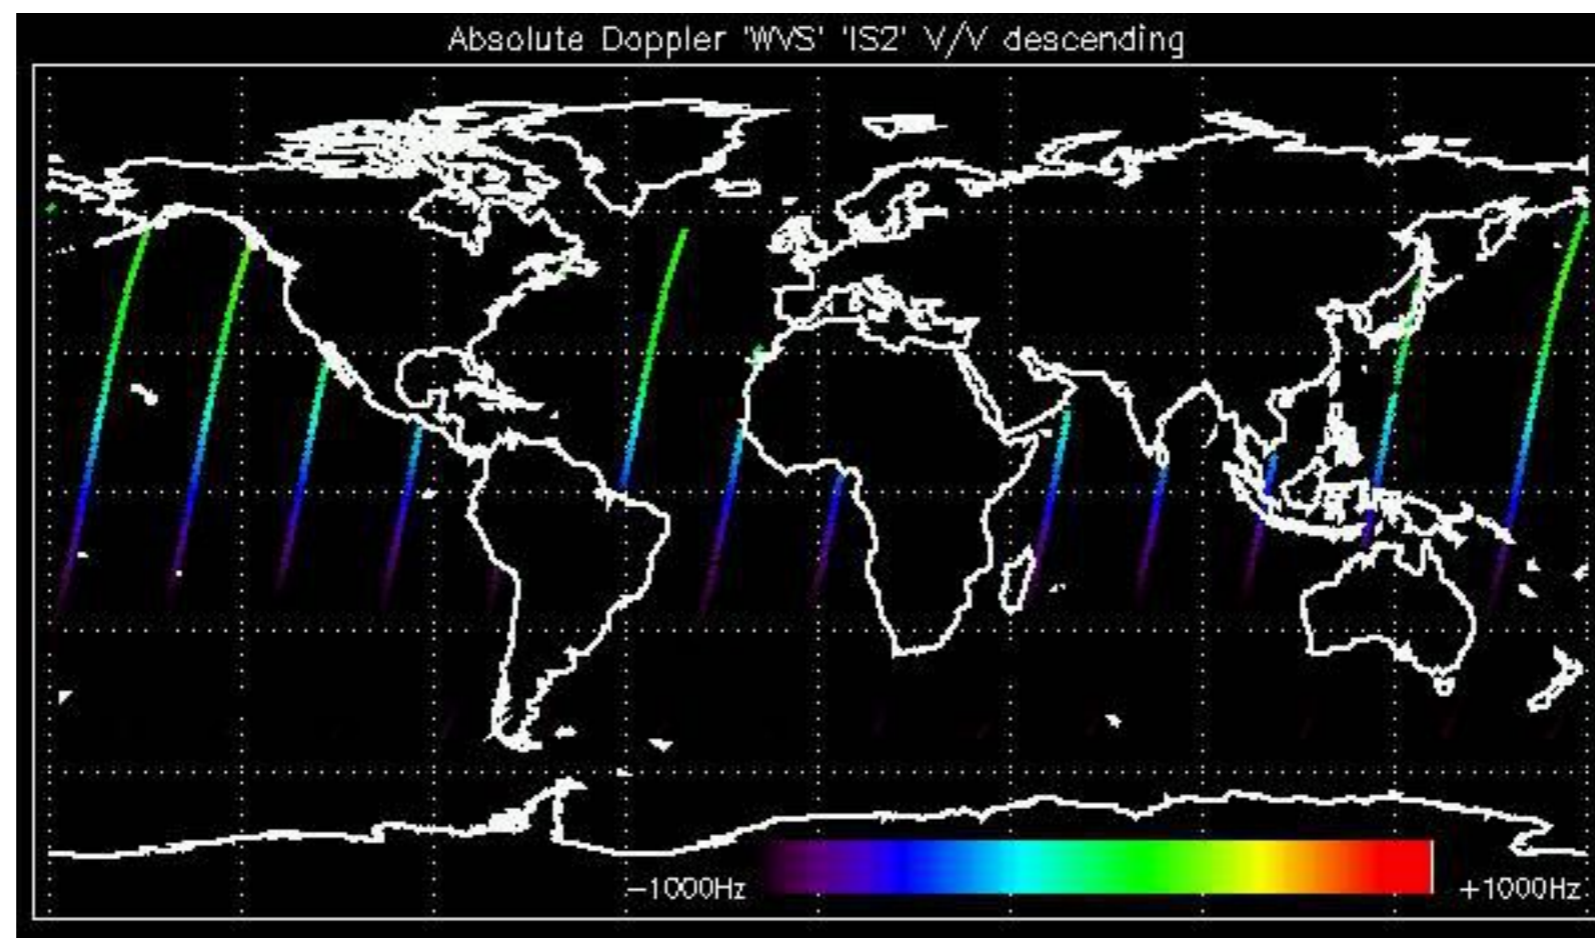 Absolute Doppler 'WVS' 'IS2' V/V descending
−1000Hz
+1000Hz